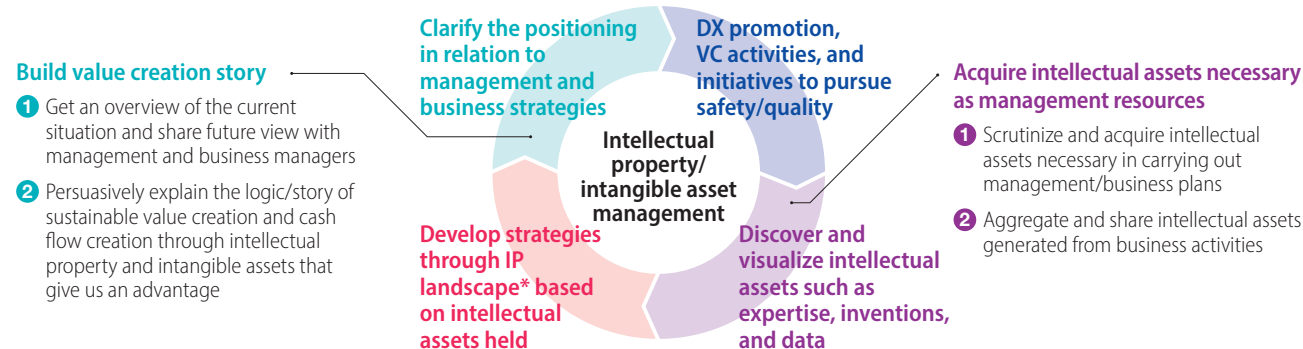 Build value creation story
1 Get an overview of the current
situation and share future view with
management and business managers
2 Persuasively explain the logic/story of
sustainable value creation and cash
flow creation through intellectual
property and intangible assets that
give us an advantage
Clarify the positioning
in relation to
management and
business strategies
DX promotion,
VC activities, and
initiatives to pursue
safety/quality
Intellectual
property/
intangible asset
management
Develop strategies
through IP
landscape* based
on intellectual
assets held
Discover and
visualize intellectual
assets such as
expertise, inventions,
and data
Acquire intellectual assets necessary
as management resources
1 Scrutinize and acquire intellectual
assets necessary in carrying out
management/business plans
2 Aggregate and share intellectual assets
generated from business activities